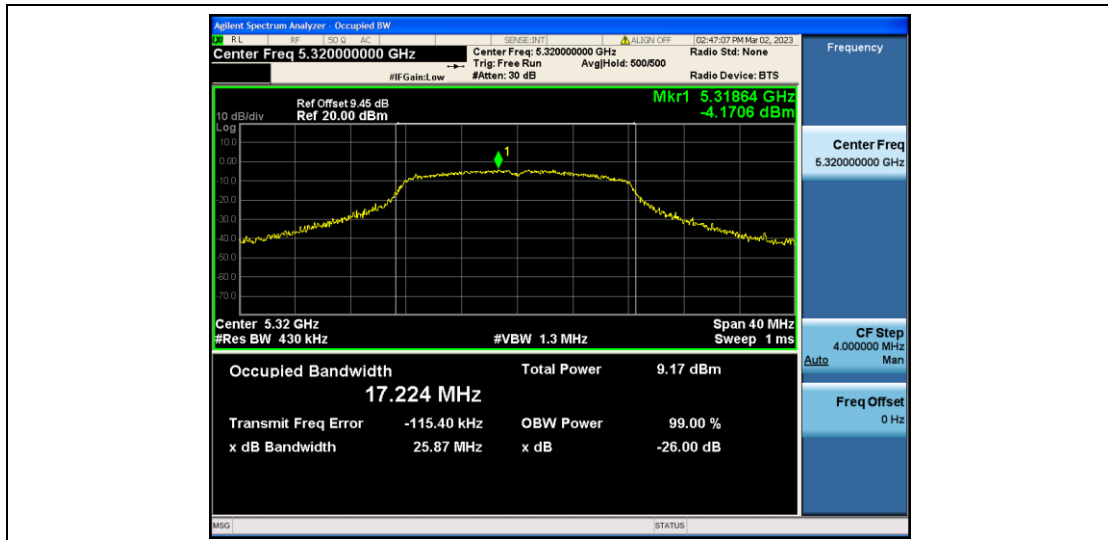 Agilent Spectrum Analyzer - Occupied BW
RL RF 50 Ω AC SENSE:INT ALIGN OFF 02:47:07 PM Mar 02, 2023
Center Freq 5.320000000 GHz
Center Freq: 5.320000000 GHz
Radio Std: None
Trig: Free Run Avg|Hold: 500/500
#IFGain:Low #Atten: 30 dB Radio Device: BTS
Frequency
Ref Offset 9.45 dB
10 dB/div Ref 20.00 dBm
Mkr1 5.31864 GHz
-4.1706 dBm
Log
10.0
0.00
-10.0
-20.0
-30.0
-40.0
-50.0
-60.0
-70.0
1
Center 5.32 GHz Span 40 MHz
#Res BW 430 kHz #VBW 1.3 MHz Sweep 1 ms
Occupied Bandwidth Total Power 9.17 dBm
17.224 MHz
Transmit Freq Error -115.40 kHz OBW Power 99.00 %
x dB Bandwidth 25.87 MHz x dB -26.00 dB
Center Freq
5.320000000 GHz
CF Step
4.000000 MHz
Auto Man
Freq Offset
0 Hz
MSG STATUS